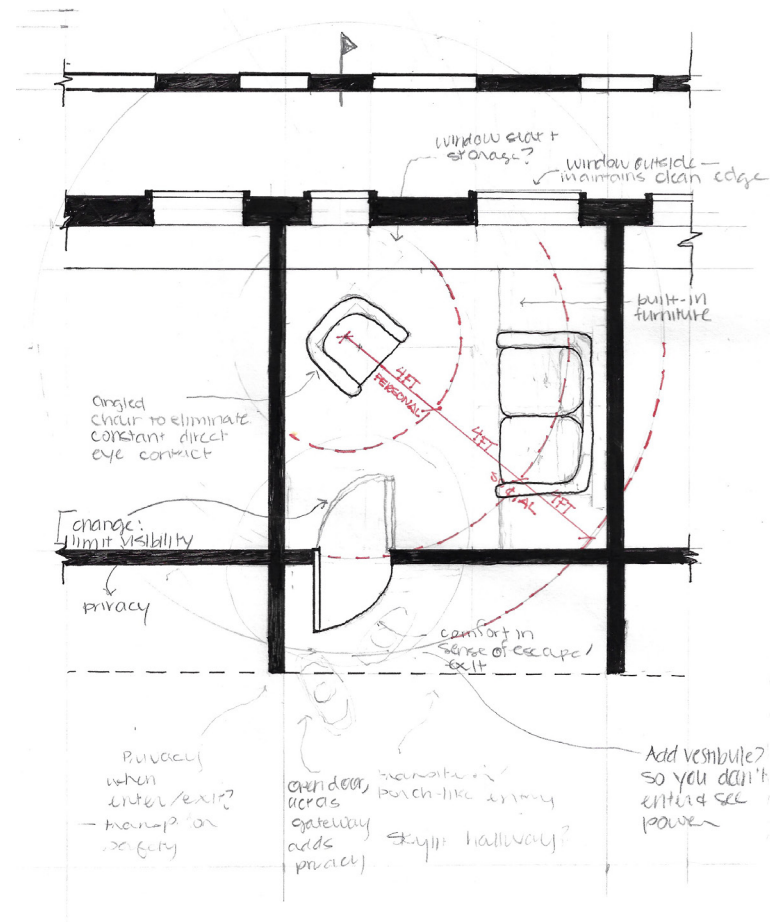 window seat +
storage?
window outside —
maintains clean edge
built-in
furniture
4FT
PERSONAL
4FT
SOCIAL
1FT
angled
chair to eliminate
constant direct
eye contact
change:
limit visibility
privacy
comfort in
sense of escape/
exit
Privacy
when
enter/exit?
open door,
acts as
gateway
adds
privacy
porch-like entry
hallway?
Add vestibule?
so you don't
enter & see